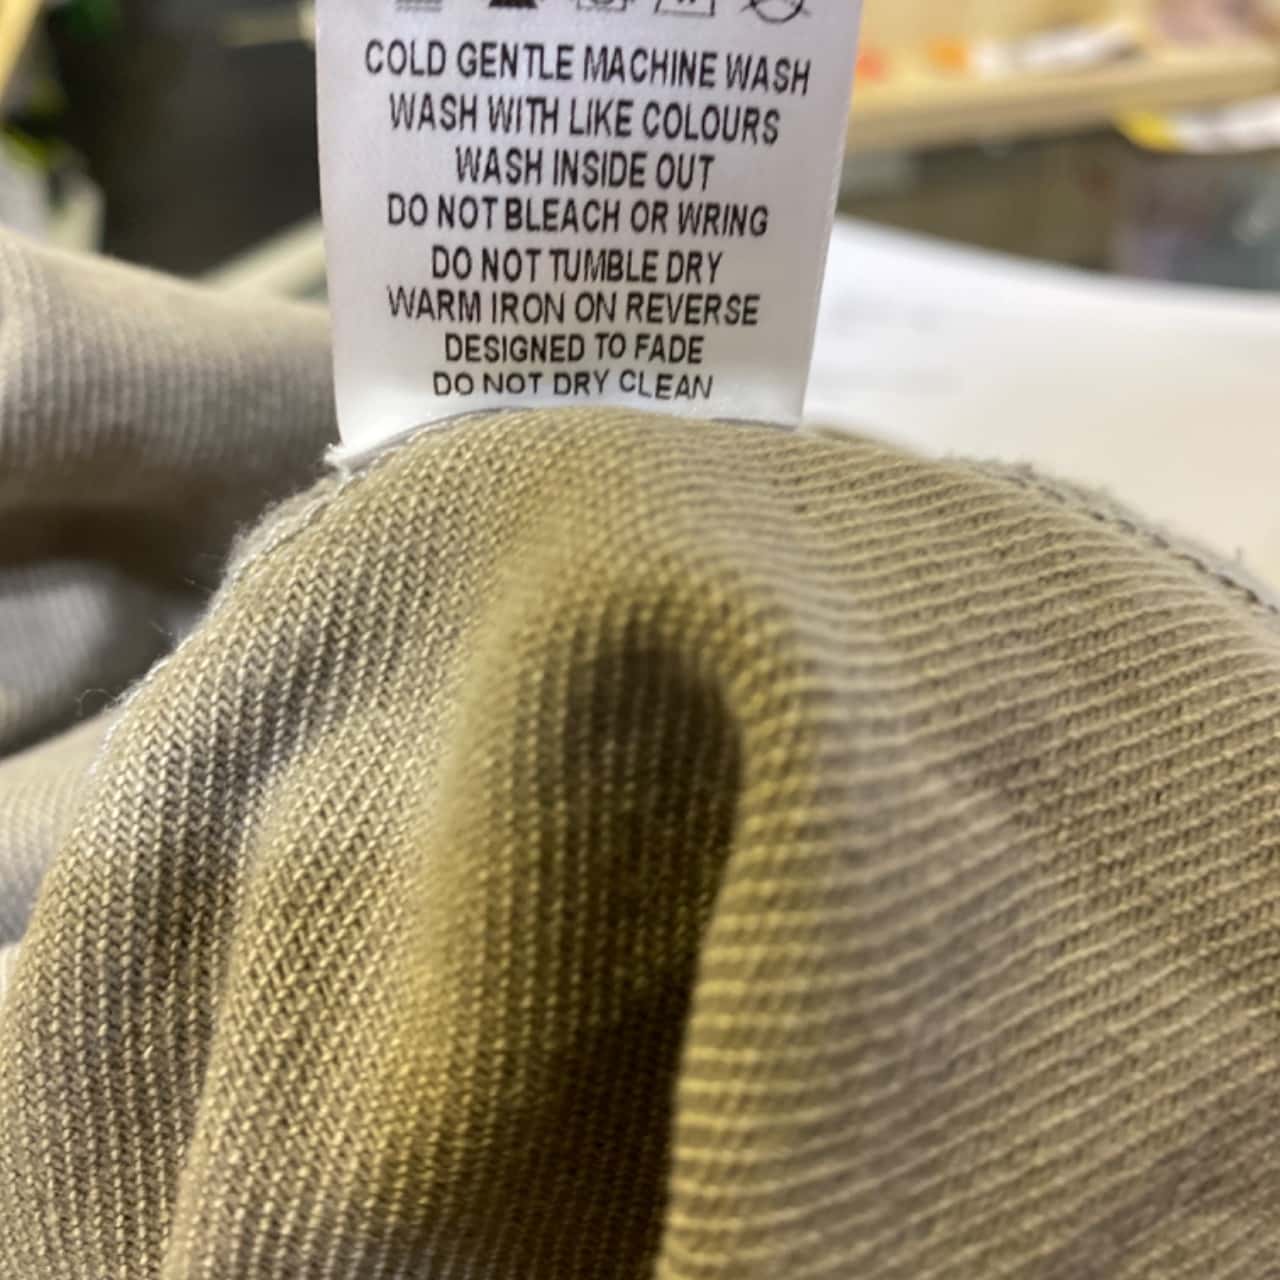 COLD GENTLE MACHINE WASH
WASH WITH LIKE COLOURS
WASH INSIDE OUT
DO NOT BLEACH OR WRING
DO NOT TUMBLE DRY
WARM IRON ON REVERSE
DESIGNED TO FADE
DO NOT DRY CLEAN